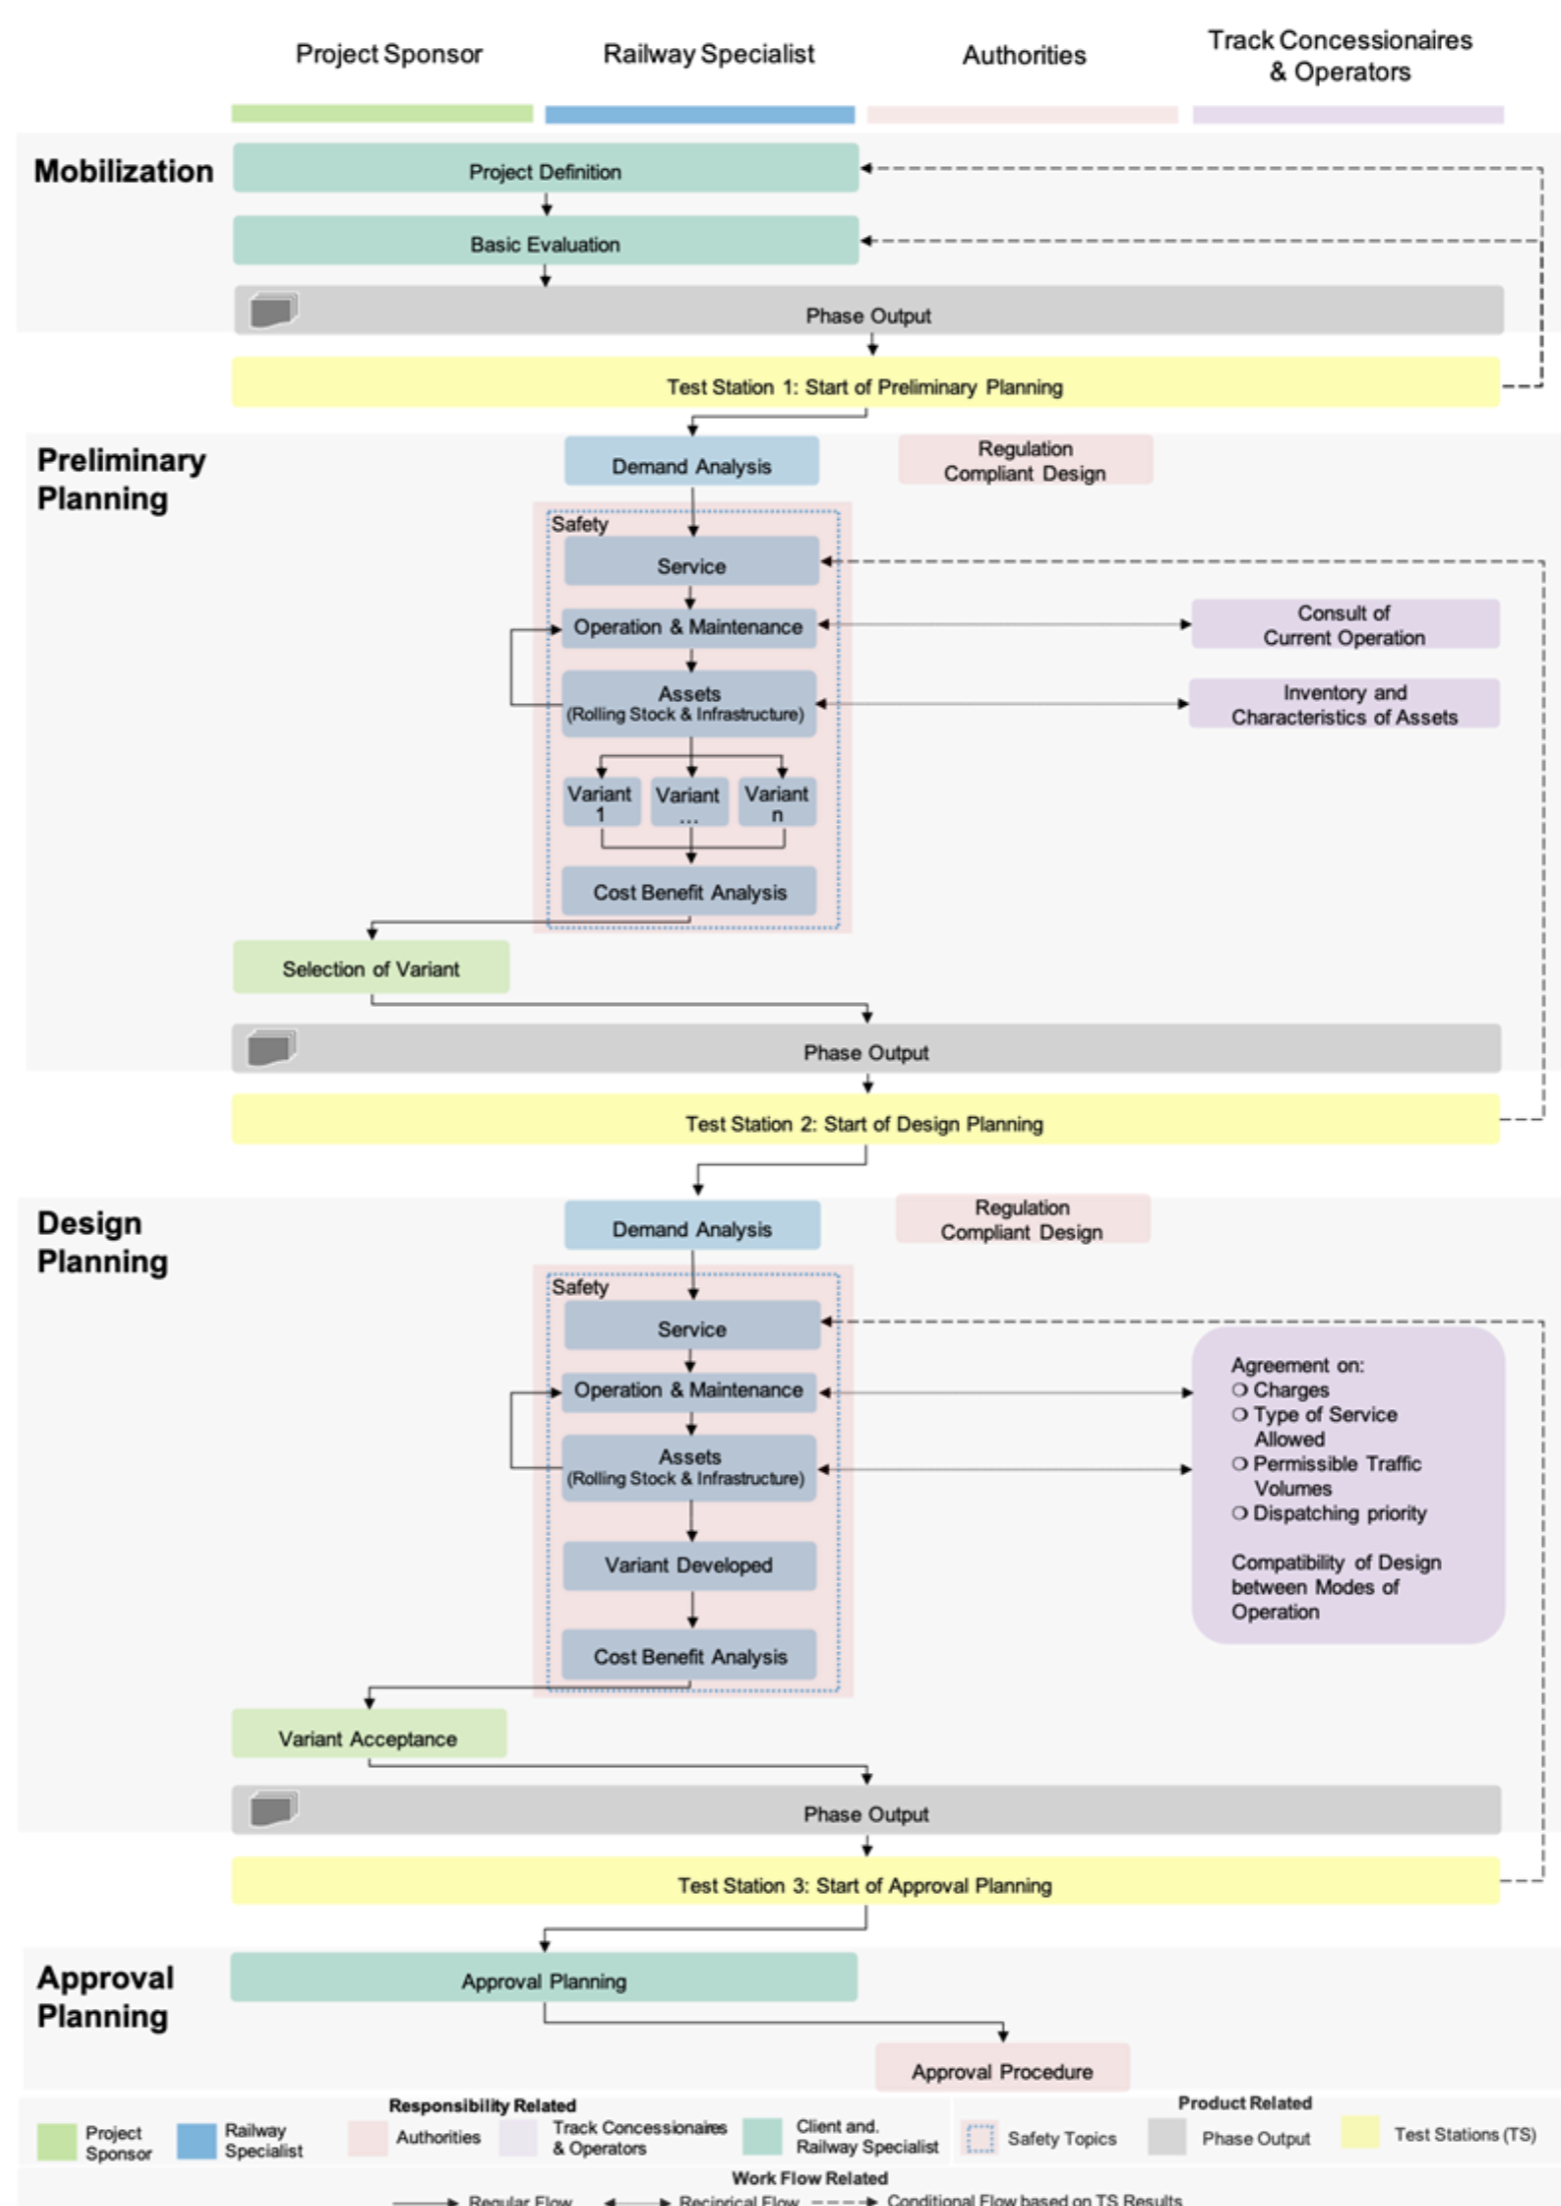 Project Sponsor
Railway Specialist
Authorities
Track Concessionaires
& Operators
Mobilization
Project Definition
Basic Evaluation
Phase Output
Test Station 1: Start of Preliminary Planning
Preliminary
Planning
Demand Analysis
Regulation
Compliant Design
Safety
Service
Operation & Maintenance
Consult of
Current Operation
Assets
(Rolling Stock & Infrastructure)
Inventory and
Characteristics of Assets
Variant
1
Variant
...
Variant
n
Cost Benefit Analysis
Selection of Variant
Phase Output
Test Station 2: Start of Design Planning
Design
Planning
Demand Analysis
Regulation
Compliant Design
Safety
Service
Operation & Maintenance
Assets
(Rolling Stock & Infrastructure)
Agreement on:
❍ Charges
❍ Type of Service
Allowed
❍ Permissible Traffic
Volumes
❍ Dispatching priority
Compatibility of Design
between Modes of
Operation
Variant Developed
Cost Benefit Analysis
Variant Acceptance
Phase Output
Test Station 3: Start of Approval Planning
Approval
Planning
Approval Planning
Approval Procedure
Responsibility Related
Project
Sponsor
Railway
Specialist
Authorities
Track Concessionaires
& Operators
Client and.
Railway Specialist
Product Related
Safety Topics
Phase Output
Test Stations (TS)
Work Flow Related
Regular Flow
Reciprical Flow
Conditional Flow based on TS Results